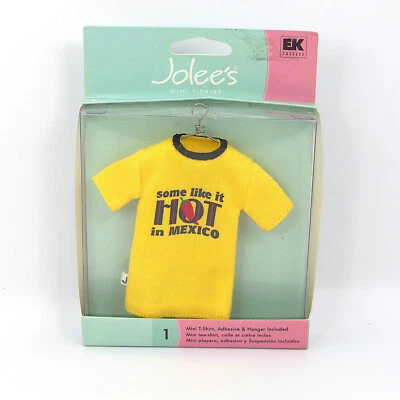 Jolee's
MINI T-SHIRT
EK
SUCCESS
some like it
HOT
in MEXICO
J
1
Mini T-Shirt, Adhesive & Hanger Included
Mini tee-shirt, colle et cintre inclus
Mini playera, adhesivo y Suspensión incluidos